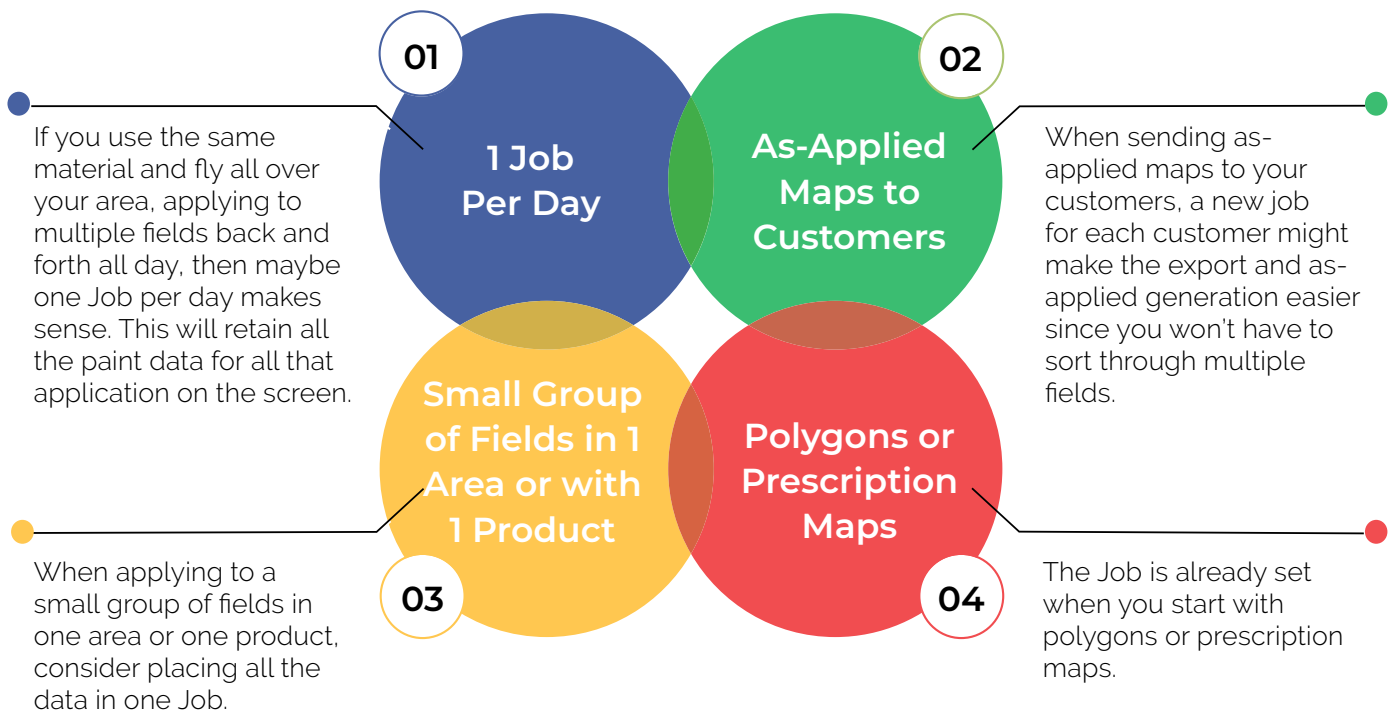 01
1 Job
Per Day
If you use the same
material and fly all over
your area, applying to
multiple fields back and
forth all day, then maybe
one Job per day makes
sense. This will retain all
the paint data for all that
application on the screen.
02
As-Applied
Maps to
Customers
When sending as-
applied maps to your
customers, a new job
for each customer might
make the export and as-
applied generation easier
since you won't have to
sort through multiple
fields.
Small Group
of Fields in 1
Area or with
1 Product
03
When applying to a
small group of fields in
one area or one product,
consider placing all the
data in one Job.
Polygons or
Prescription
Maps
04
The Job is already set
when you start with
polygons or prescription
maps.